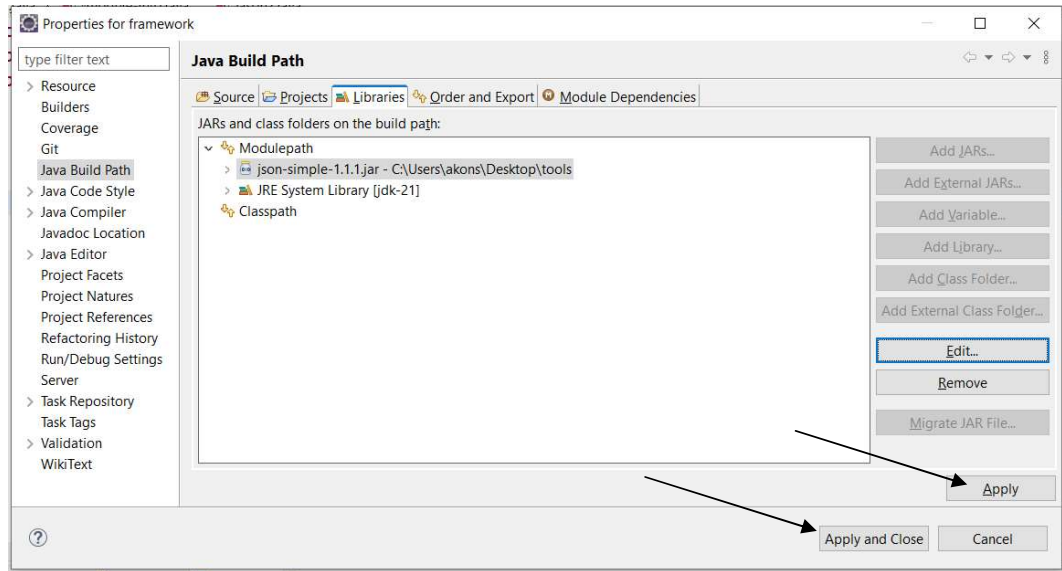 Properties for framework
type filter text
Resource
Builders
Coverage
Git
Java Build Path
Java Code Style
Java Compiler
Javadoc Location
Java Editor
Project Facets
Project Natures
Project References
Refactoring History
Run/Debug Settings
Server
Task Repository
Task Tags
Validation
WikiText
Java Build Path
Source Projects Libraries Order and Export Module Dependencies
JARs and class folders on the build path:
Modulepath
json-simple-1.1.1.jar - C:\Users\akons\Desktop\tools
JRE System Library [jdk-21]
Classpath
Add JARs...
Add External JARs...
Add Variable...
Add Library...
Add Class Folder...
Add External Class Folder...
Edit...
Remove
Migrate JAR File...
Apply
Apply and Close Cancel